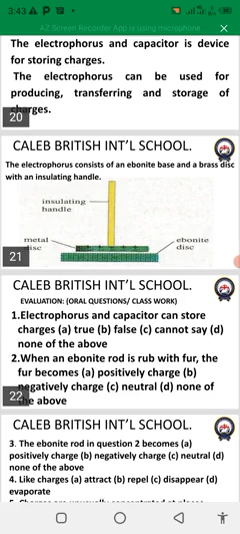 3:43
AZ Screen Recorder App is using microphone
The electrophorus and capacitor is device
for storing charges.
The electrophorus can be used for
producing, transferring and storage of
charges.
20
CALEB BRITISH INT'L SCHOOL.
The electrophorus consists of an ebonite base and a brass disc
with an insulating handle.
insulating
handle
metal
disc
ebonite
disc
21
CALEB BRITISH INT'L SCHOOL.
EVALUATION: (ORAL QUESTIONS/ CLASS WORK)
1.Electrophorus and capacitor can store
charges (a) true (b) false (c) cannot say (d)
none of the above
2.When an ebonite rod is rub with fur, the
fur becomes (a) positively charge (b)
negatively charge (c) neutral (d) none of
the above
22
CALEB BRITISH INT'L SCHOOL.
3. The ebonite rod in question 2 becomes (a)
positively charge (b) negatively charge (c) neutral (d)
none of the above
4. Like charges (a) attract (b) repel (c) disappear (d)
evaporate